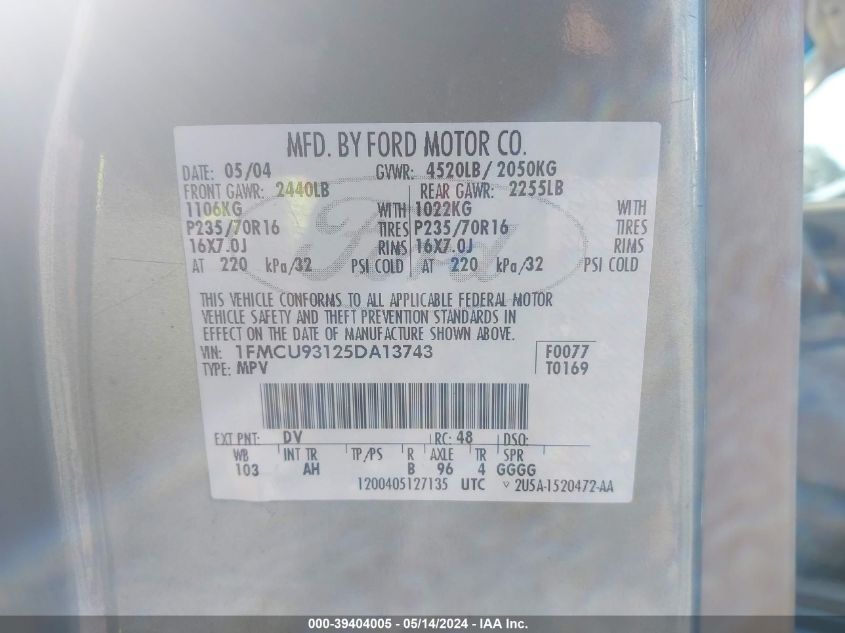 MFD. BY FORD MOTOR CO.
DATE: 05/04 GVWR: 4520LB/ 2050KG
FRONT GAWR: 2440LB REAR GAWR: 2255LB
1106KG WITH 1022KG WITH
P235/70R16 TIRES P235/70R16 TIRES
16X7.0J RIMS 16X7.0J RIMS
AT 220 kPa/32 PSI COLD AT 220 kPa/32 PSI COLD
Ford
THIS VEHICLE CONFORMS TO ALL APPLICABLE FEDERAL MOTOR
VEHICLE SAFETY AND THEFT PREVENTION STANDARDS IN
EFFECT ON THE DATE OF MANUFACTURE SHOWN ABOVE.
VIN: 1FMCU93125DA13743 F0077
TYPE: MPV T0169
EXT PNT: DV RC: 48 DSO:
WB INT TR TP/PS R AXLE TR SPR
103 AH B 96 4 GGGG
1200405127135 UTC 2U5A-1520472-AA
000-39404005 - 05/14/2024 - IAA Inc.